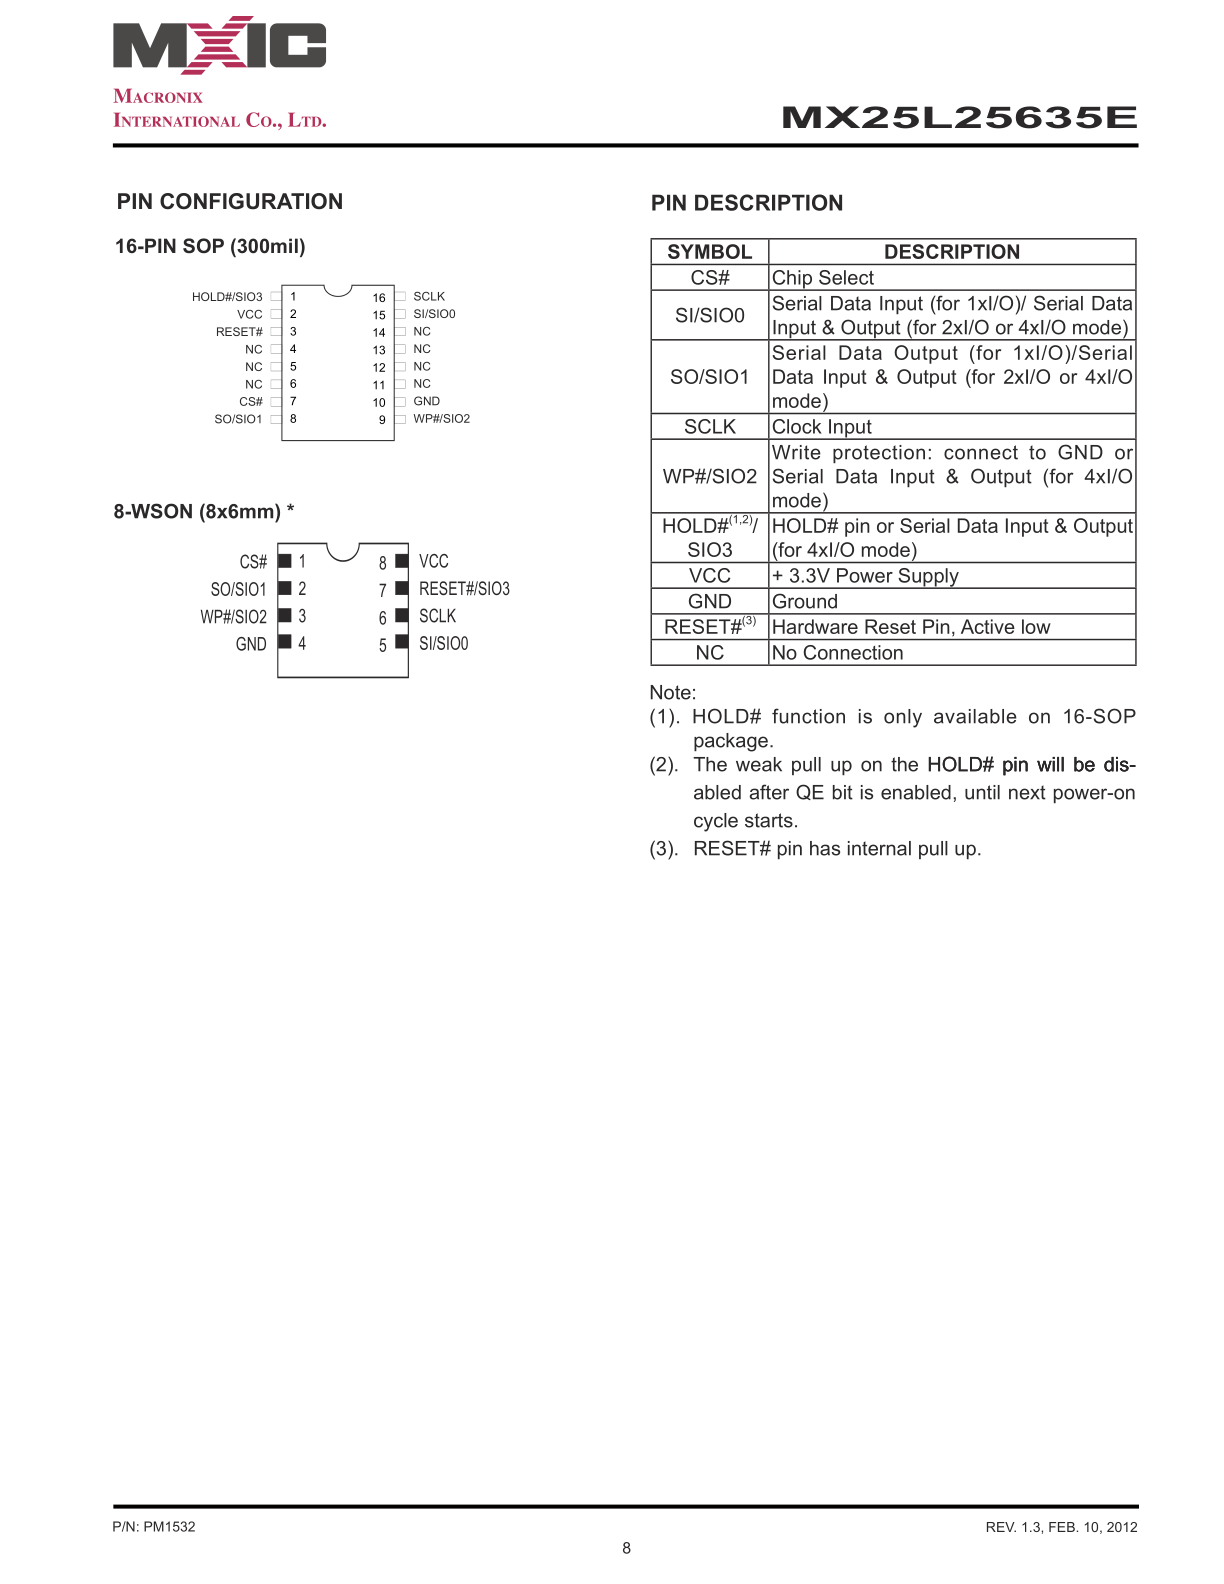 MXIC
MACRONIX
INTERNATIONAL CO., LTD.
MX25L25635E
PIN CONFIGURATION
16-PIN SOP (300mil)
HOLD#/SIO3 1 16 SCLK
VCC 2 15 SI/SIO0
RESET# 3 14 NC
NC 4 13 NC
NC 5 12 NC
NC 6 11 NC
CS# 7 10 GND
SO/SIO1 8 9 WP#/SIO2
8-WSON (8x6mm) *
CS# 1 8 VCC
SO/SIO1 2 7 RESET#/SIO3
WP#/SIO2 3 6 SCLK
GND 4 5 SI/SIO0
PIN DESCRIPTION
SYMBOL DESCRIPTION
CS# Chip Select
SI/SIO0 Serial Data Input (for 1xI/O)/ Serial Data
Input & Output (for 2xI/O or 4xI/O mode)
SO/SIO1 Serial Data Output (for 1xI/O)/Serial
Data Input & Output (for 2xI/O or 4xI/O
mode)
SCLK Clock Input
WP#/SIO2 Write protection: connect to GND or
Serial Data Input & Output (for 4xI/O
mode)
HOLD#(1,2)/ HOLD# pin or Serial Data Input & Output
SIO3 (for 4xI/O mode)
VCC + 3.3V Power Supply
GND Ground
RESET#(3) Hardware Reset Pin, Active low
NC No Connection
Note:
(1). HOLD# function is only available on 16-SOP
package.
(2). The weak pull up on the HOLD# pin will be dis-
abled after QE bit is enabled, until next power-on
cycle starts.
(3). RESET# pin has internal pull up.
P/N: PM1532
REV. 1.3, FEB. 10, 2012
8